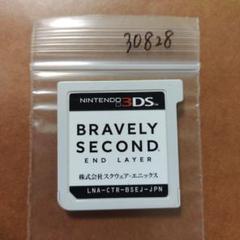 30828
NINTENDO 3DS
BRAVELY
SECOND
END LAYER
株式会社スクウェア・エニックス
LNA-CTR-BSEJ-JPN